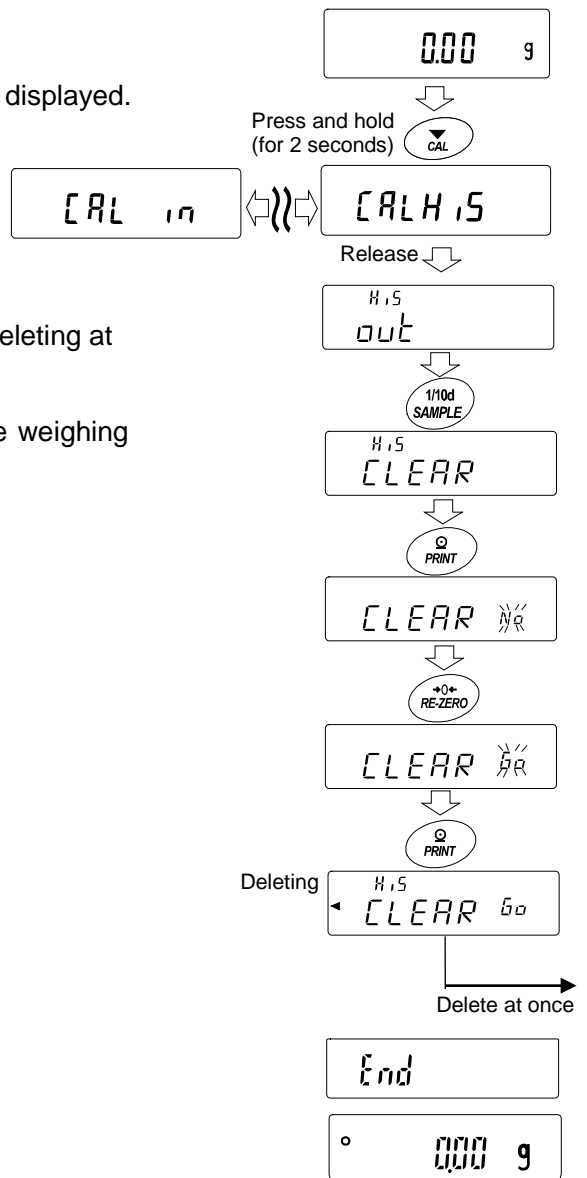 0.00 g
displayed.
Press and hold
(for 2 seconds)
CAL
CAL in
CALHiS
Release
HiS
out
eleting at
1/10d
SAMPLE
e weighing
HiS
CLEAR
PRINT
CLEAR No
→0←
RE-ZERO
CLEAR Go
PRINT
Deleting
HiS
CLEAR Go
Delete at once
End
0.00 g